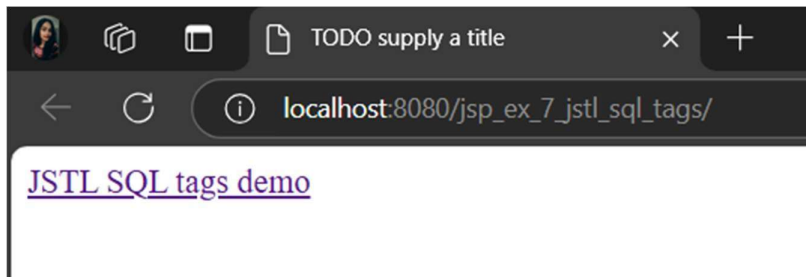 TODO supply a title
localhost:8080/jsp_ex_7_jstl_sql_tags/
JSTL SQL tags demo